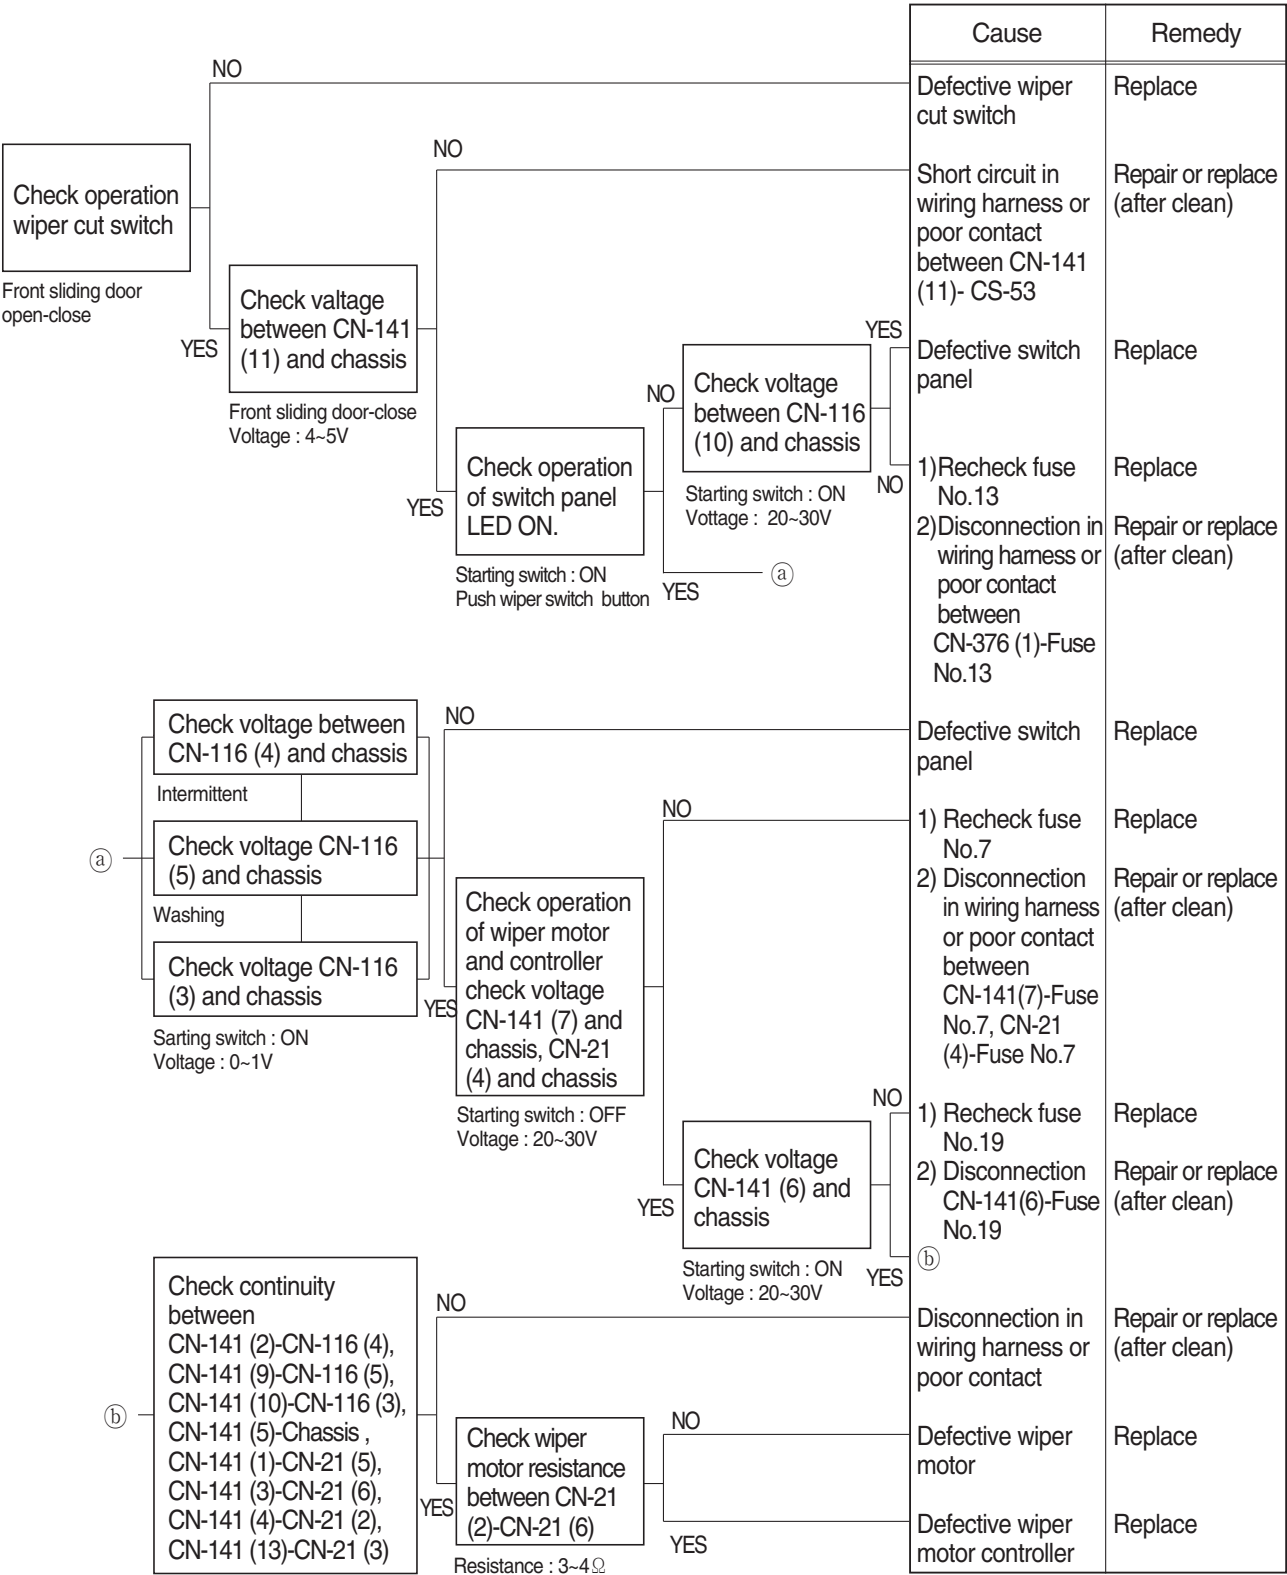 Cause
Remedy
NO
Defective wiper
cut switch
Replace
Check operation
wiper cut switch
Front sliding door
open-close
NO
Short circuit in
wiring harness or
poor contact
between CN-141
(11)- CS-53
Repair or replace
(after clean)
YES
Check valtage
between CN-141
(11) and chassis
Front sliding door-close
Voltage : 4~5V
YES
Check operation
of switch panel
LED ON.
Starting switch : ON
Push wiper switch button
NO
Check voltage
between CN-116
(10) and chassis
Starting switch : ON
Vottage : 20~30V
YES
Defective switch
panel
Replace
NO
1)Recheck fuse
No.13
Replace
2)Disconnection in
wiring harness or
poor contact
between
CN-376 (1)-Fuse
No.13
Repair or replace
(after clean)
YES
ⓐ
ⓐ
Check voltage between
CN-116 (4) and chassis
Intermittent
Check voltage CN-116
(5) and chassis
Washing
Check voltage CN-116
(3) and chassis
Sarting switch : ON
Voltage : 0~1V
NO
Defective switch
panel
Replace
YES
Check operation
of wiper motor
and controller
check voltage
CN-141 (7) and
chassis, CN-21
(4) and chassis
Starting switch : OFF
Voltage : 20~30V
NO
1) Recheck fuse
No.7
Replace
2) Disconnection
in wiring harness
or poor contact
between
CN-141(7)-Fuse
No.7, CN-21
(4)-Fuse No.7
Repair or replace
(after clean)
YES
Check voltage
CN-141 (6) and
chassis
Starting switch : ON
Voltage : 20~30V
NO
1) Recheck fuse
No.19
Replace
2) Disconnection
CN-141(6)-Fuse
No.19
Repair or replace
(after clean)
YES
ⓑ
ⓑ
Check continuity
between
CN-141 (2)-CN-116 (4),
CN-141 (9)-CN-116 (5),
CN-141 (10)-CN-116 (3),
CN-141 (5)-Chassis ,
CN-141 (1)-CN-21 (5),
CN-141 (3)-CN-21 (6),
CN-141 (4)-CN-21 (2),
CN-141 (13)-CN-21 (3)
NO
Disconnection in
wiring harness or
poor contact
Repair or replace
(after clean)
YES
Check wiper
motor resistance
between CN-21
(2)-CN-21 (6)
Resistance : 3~4Ω
NO
Defective wiper
motor
Replace
YES
Defective wiper
motor controller
Replace